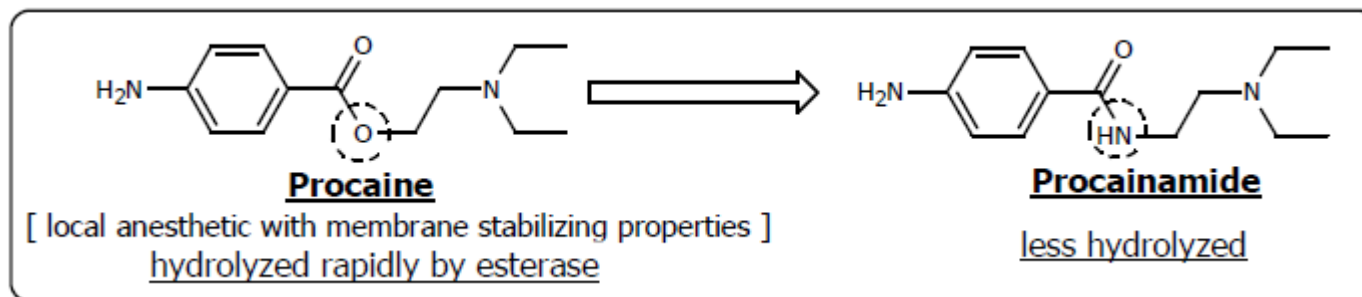 O
O
H₂N
N
O
H₂N
N
HN
Procaine
Procainamide
[ local anesthetic with membrane stabilizing properties ]
hydrolyzed rapidly by esterase
less hydrolyzed